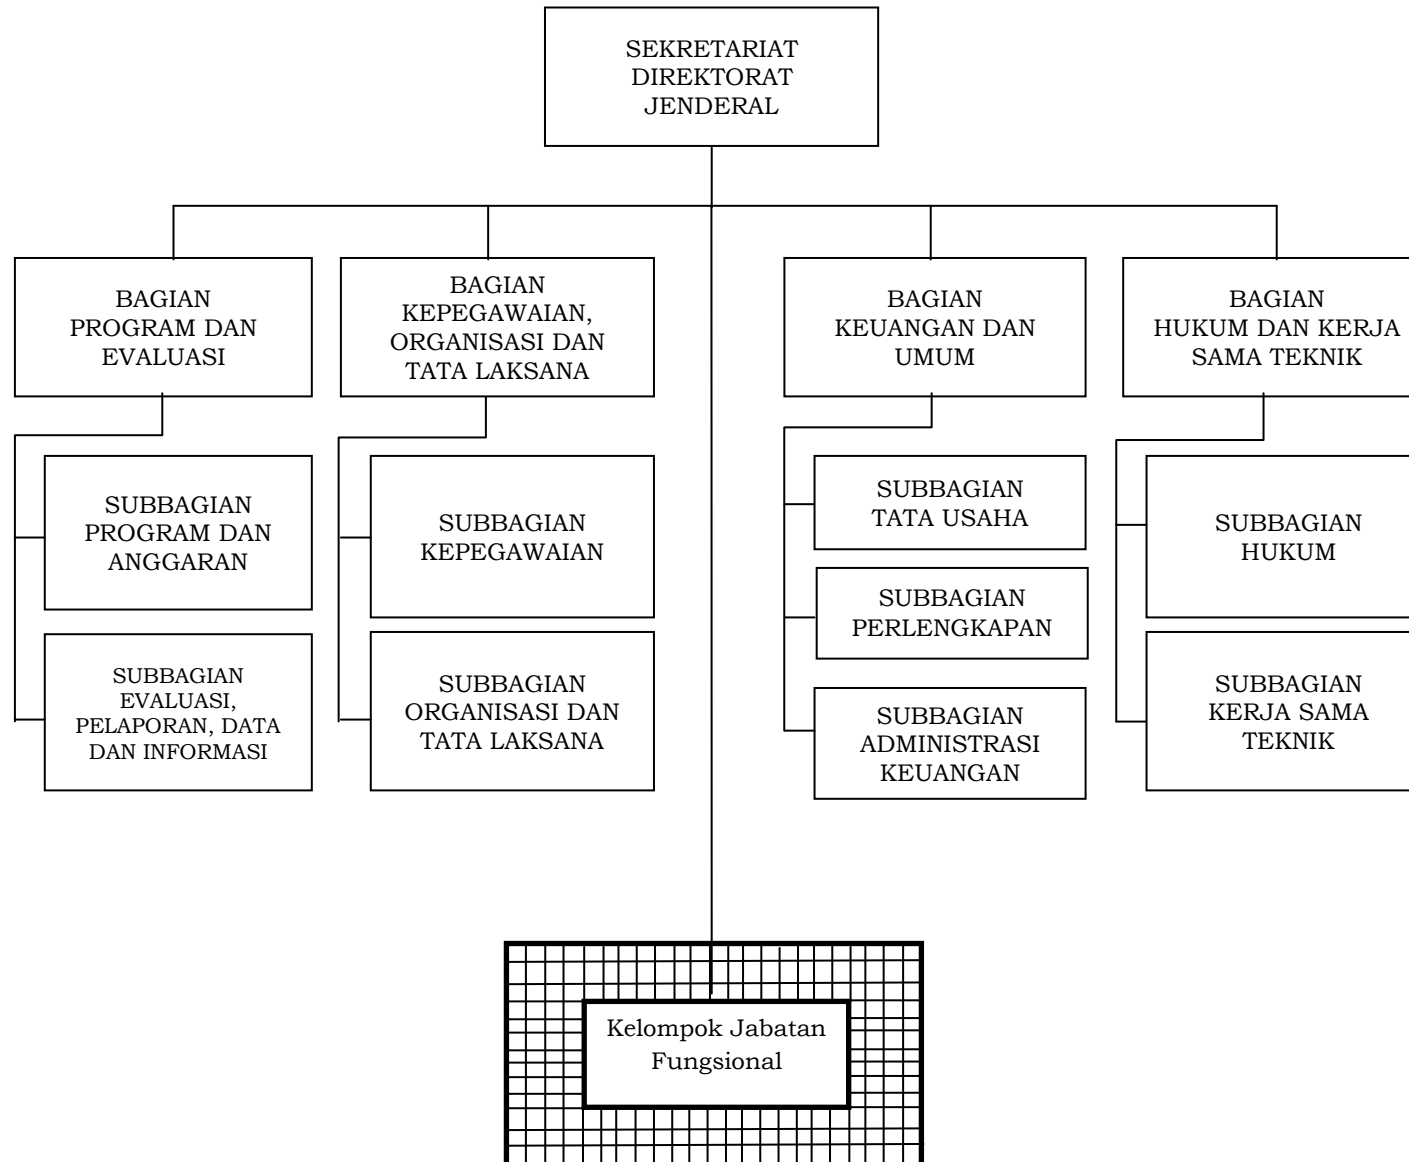 SEKRETARIAT
DIREKTORAT
JENDERAL
BAGIAN
PROGRAM DAN
EVALUASI
BAGIAN
KEPEGAWAIAN,
ORGANISASI DAN
TATA LAKSANA
BAGIAN
KEUANGAN DAN
UMUM
BAGIAN
HUKUM DAN KERJA
SAMA TEKNIK
SUBBAGIAN
PROGRAM DAN
ANGGARAN
SUBBAGIAN
EVALUASI,
PELAPORAN, DATA
DAN INFORMASI
SUBBAGIAN
KEPEGAWAIAN
SUBBAGIAN
ORGANISASI DAN
TATA LAKSANA
SUBBAGIAN
TATA USAHA
SUBBAGIAN
PERLENGKAPAN
SUBBAGIAN
ADMINISTRASI
KEUANGAN
SUBBAGIAN
HUKUM
SUBBAGIAN
KERJA SAMA
TEKNIK
Kelompok Jabatan
Fungsional